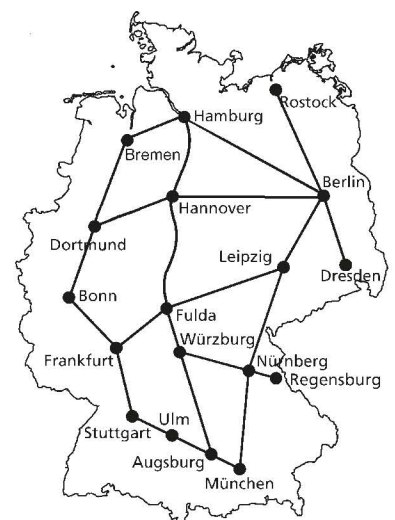 Rostock
Hamburg
Bremen
Berlin
Hannover
Dortmund
Leipzig
Dresden
Bonn
Fulda
Würzburg
Frankfurt
Nürnberg
Regensburg
Stuttgart
Ulm
Augsburg
München